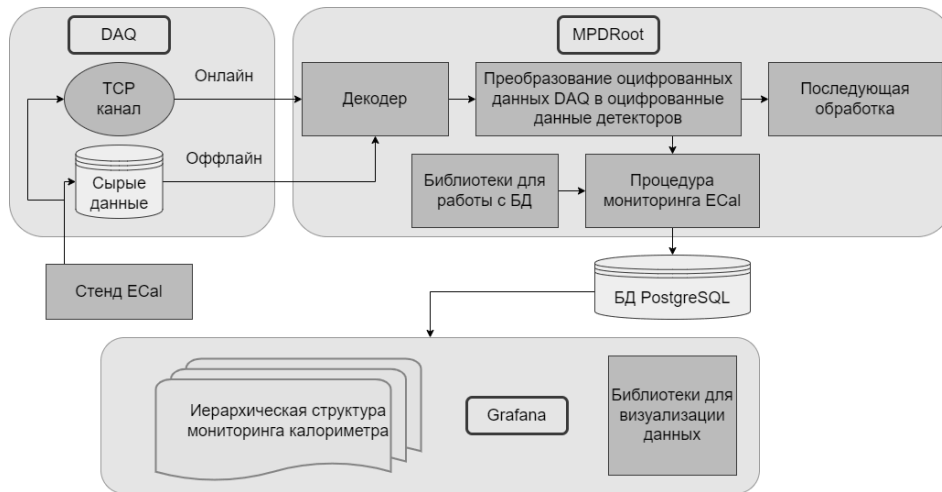 DAQ
MPDRoot
TCP
канал
Онлайн
Декодер
Преобразование оцифрованных
данных DAQ в оцифрованные
данные детекторов
Последующая
обработка
Сырые
данные
Оффлайн
Библиотеки для
работы с БД
Процедура
мониторинга ECal
Стенд ECal
БД PostgreSQL
Иерархическая структура
мониторинга калориметра
Grafana
Библиотеки для
визуализации
данных